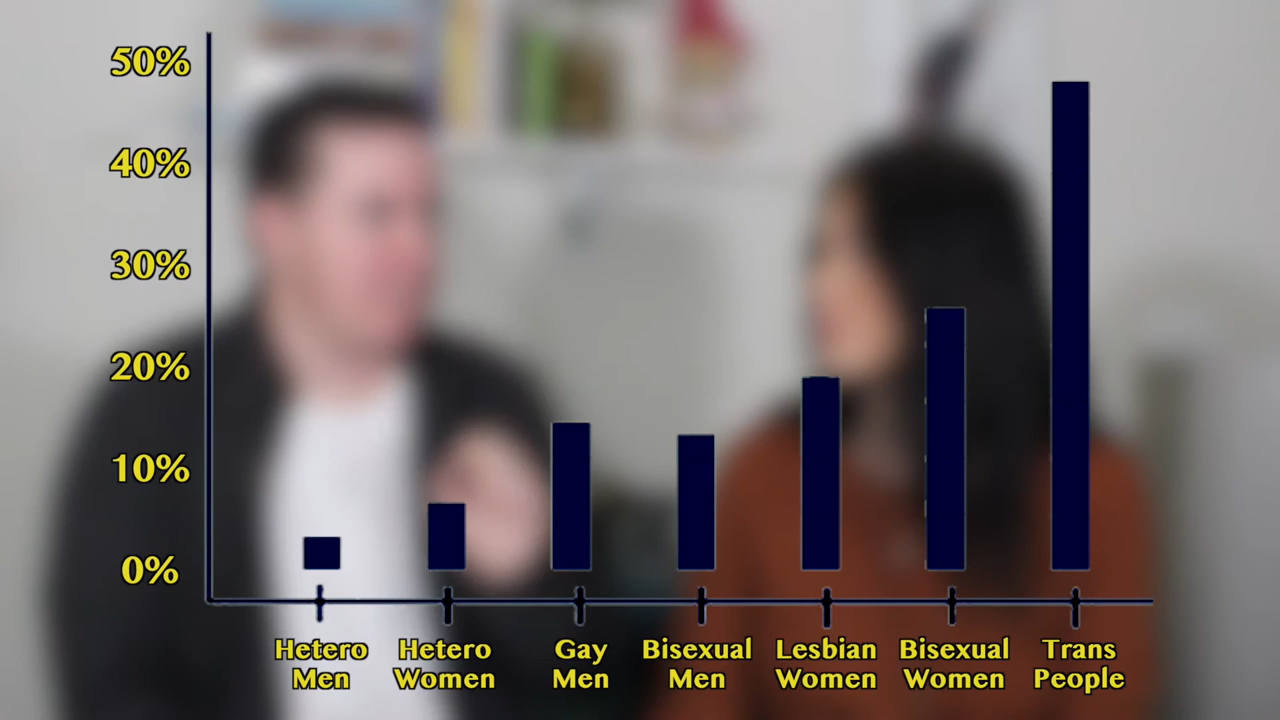 50%
40%
30%
20%
10%
0%
Hetero Men
Hetero Women
Gay Men
Bisexual Men
Lesbian Women
Bisexual Women
Trans People